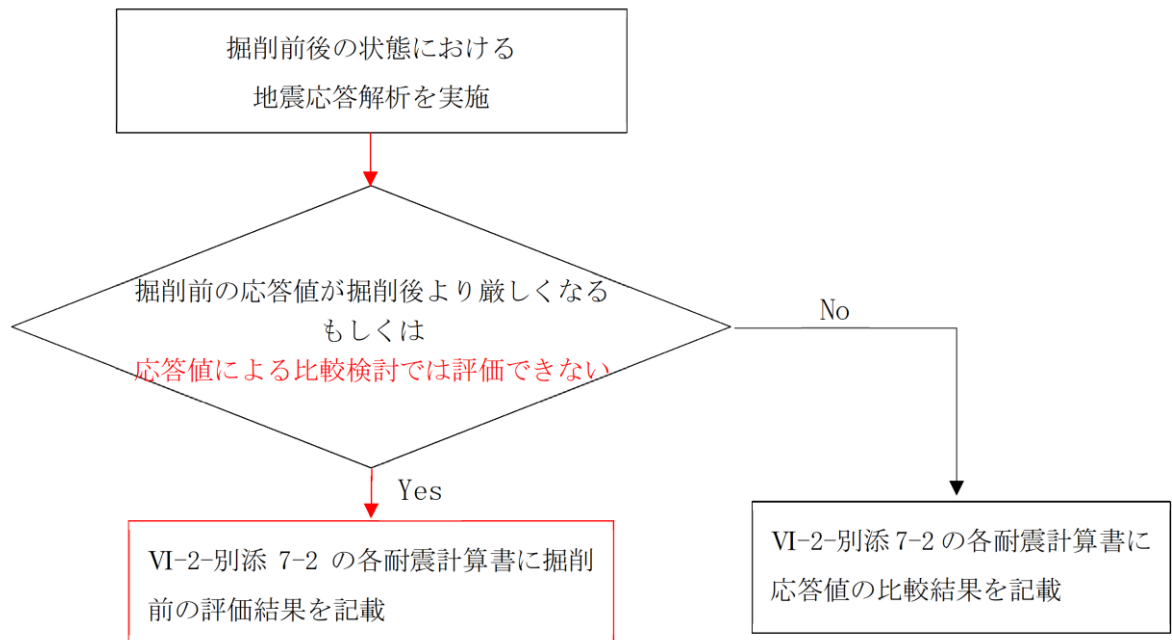 掘削前後の状態における
地震応答解析を実施
掘削前の応答値が掘削後より厳しくなる
もしくは
応答値による比較検討では評価できない
No
Yes
Ⅵ-2-別添 7-2 の各耐震計算書に掘削
前の評価結果を記載
Ⅵ-2-別添 7-2 の各耐震計算書に
応答値の比較結果を記載